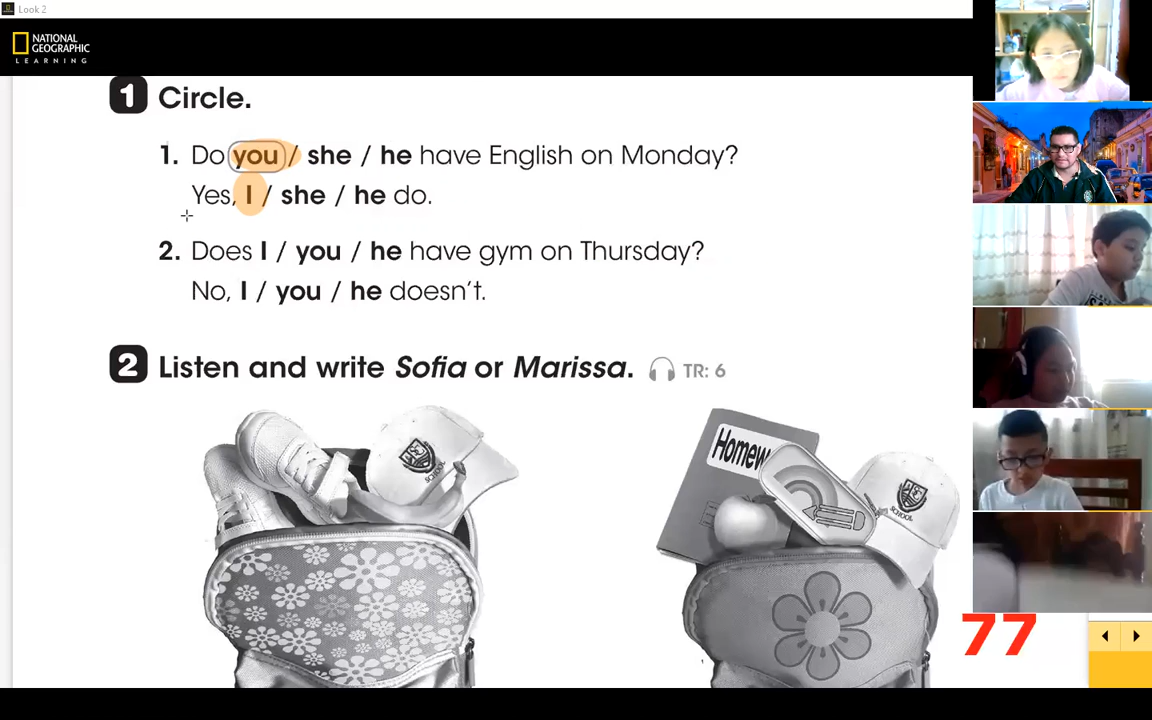 Look 2
NATIONAL
GEOGRAPHIC
LEARNING
1 Circle.
1. Do you / she / he have English on Monday?
Yes, I / she / he do.
2. Does I / you / he have gym on Thursday?
No, I / you / he doesn't.
2 Listen and write Sofia or Marissa. TR: 6
SCHOOL
Homew
SCHOOL
77